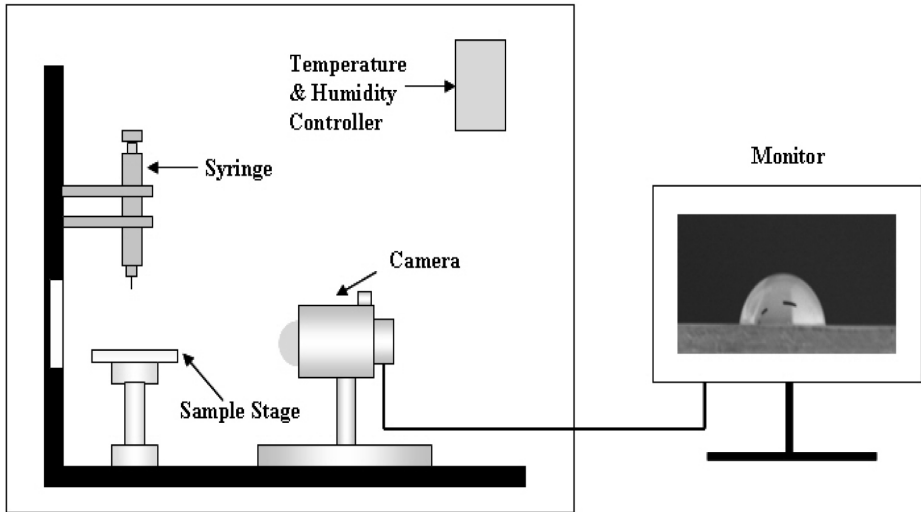 Temperature
& Humidity
Controller
Monitor
Syringe
Camera
Sample Stage